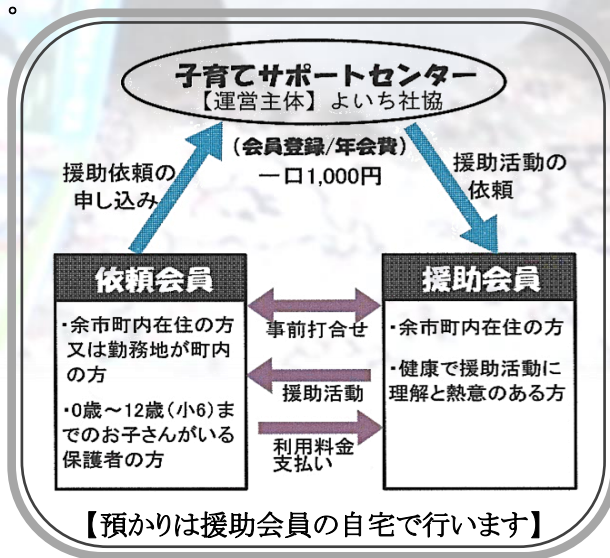 。
子育てサポートセンター
【運営主体】よいち社協
(会員登録/年会費)
一口1,000円
援助依頼の
申し込み
援助活動の
依頼
依頼会員
・余市町内在住の方
又は勤務地が町内
の方
・0歳～12歳(小6)ま
でのお子さんがいる
保護者の方
事前打合せ
援助活動
利用料金
支払い
援助会員
・余市町内在住の方
・健康で援助活動に
理解と熱意のある方
【預かりは援助会員の自宅で行います】